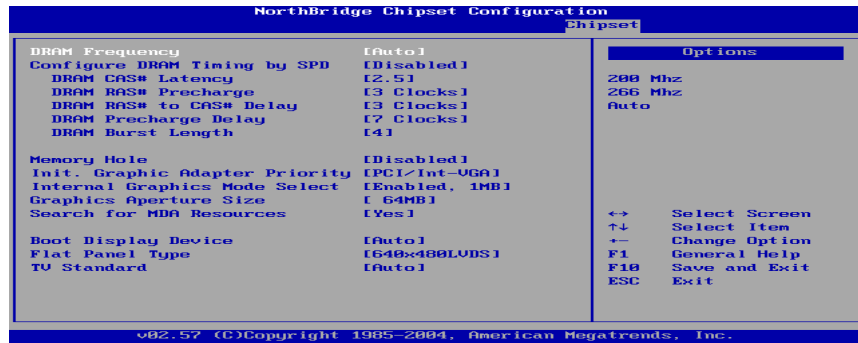 NorthBridge Chipset Configuration
Chipset
DRAM Frequency [Auto]
Configure DRAM Timing by SPD [Disabled]
DRAM CAS# Latency [2.5]
DRAM RAS# Precharge [3 Clocks]
DRAM RAS# to CAS# Delay [3 Clocks]
DRAM Precharge Delay [7 Clocks]
DRAM Burst Length [4]
Memory Hole [Disabled]
Init. Graphic Adapter Priority [PCI/Int-VGA]
Internal Graphics Mode Select [Enabled, 1MB]
Graphics Aperture Size [ 64MB]
Search for MDA Resources [Yes]
Boot Display Device [Auto]
Flat Panel Type [640x480LVDS]
TV Standard [Auto]
Options
200 Mhz
266 Mhz
Auto
↔ Select Screen
↑↓ Select Item
+- Change Option
F1 General Help
F10 Save and Exit
ESC Exit
v02.57 (C)Copyright 1985-2004, American Megatrends, Inc.